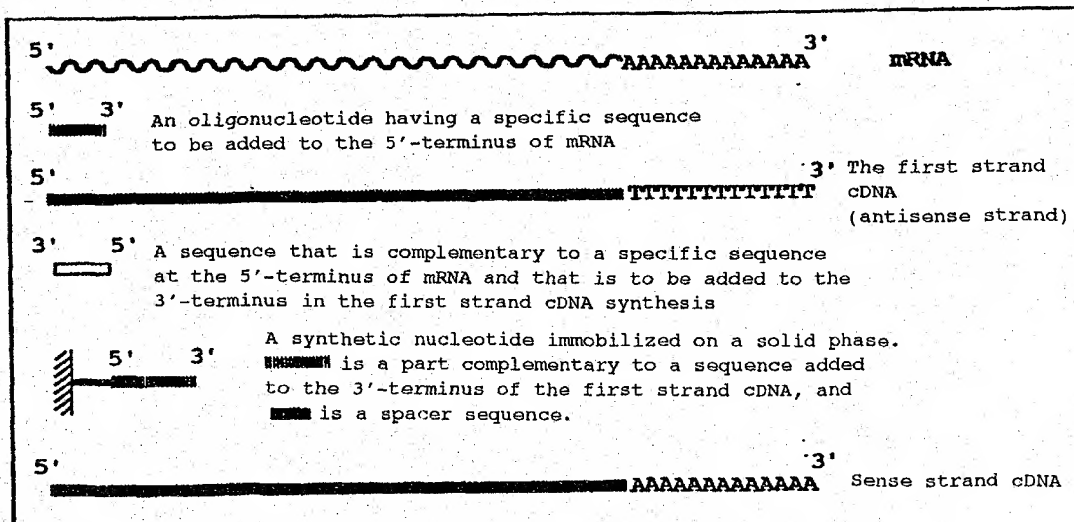 5' 3'
AAAAAAAAAAAAA mRNA
5' 3'
An oligonucleotide having a specific sequence
to be added to the 5'-terminus of mRNA
5' 3' The first strand
TTTTTTTTTTTTT cDNA
(antisense strand)
3' 5'
A sequence that is complementary to a specific sequence
at the 5'-terminus of mRNA and that is to be added to the
3'-terminus in the first strand cDNA synthesis
A synthetic nucleotide immobilized on a solid phase.
5' 3'
is a part complementary to a sequence added
to the 3'-terminus of the first strand cDNA, and
is a spacer sequence.
5' 3'
AAAAAAAAAAAAA Sense strand cDNA